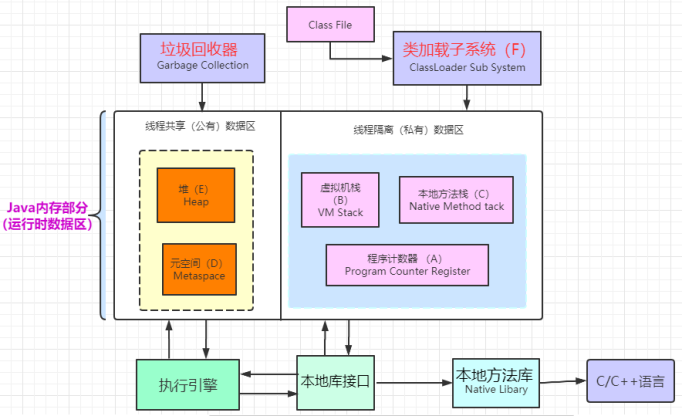 Class File
垃圾回收器
Garbage Collection
类加载子系统（F）
ClassLoader Sub System
线程共享（公有）数据区
线程隔离（私有）数据区
Java内存部分
（运行时数据区）
堆（E）
Heap
元空间（D）
Metaspace
虚拟机栈
（B）
VM Stack
本地方法栈（C）
Native Method tack
程序计数器 （A）
Program Counter Register
执行引擎
本地库接口
本地方法库
Native Libary
C/C++语言